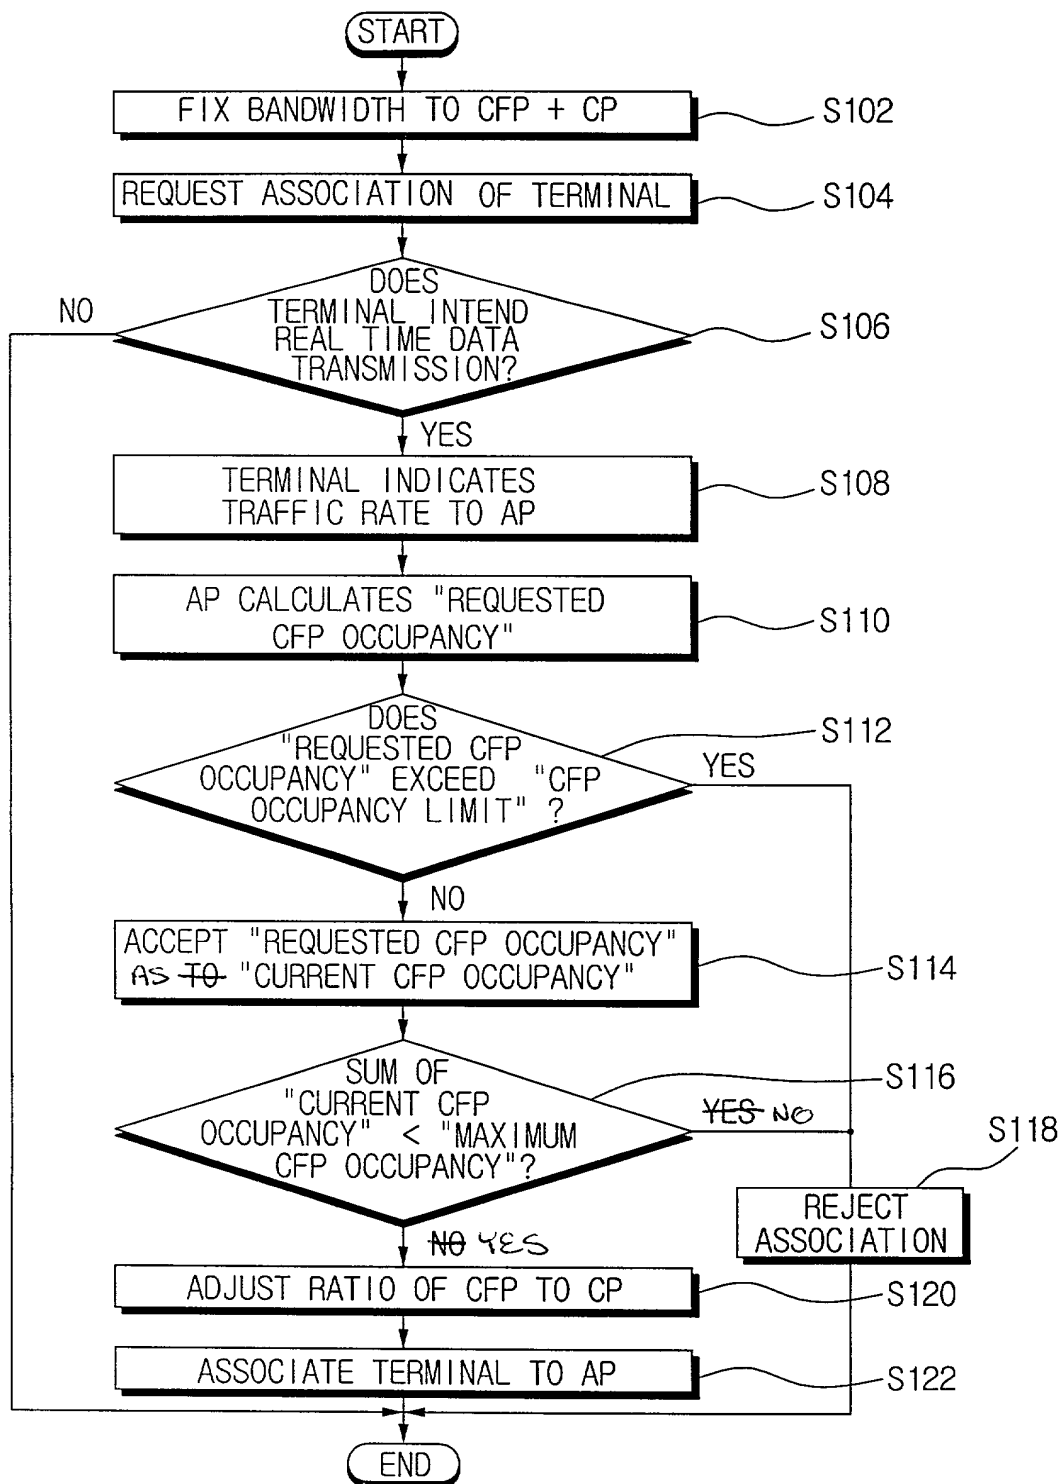 START
FIX BANDWIDTH TO CFP + CP
S102
REQUEST ASSOCIATION OF TERMINAL
S104
DOES
TERMINAL INTEND
REAL TIME DATA
TRANSMISSION?
NO
S106
YES
TERMINAL INDICATES
TRAFFIC RATE TO AP
S108
AP CALCULATES "REQUESTED
CFP OCCUPANCY"
S110
DOES
"REQUESTED CFP
OCCUPANCY" EXCEED "CFP
OCCUPANCY LIMIT" ?
S112
YES
NO
ACCEPT "REQUESTED CFP OCCUPANCY"
AS TO "CURRENT CFP OCCUPANCY"
S114
SUM OF
"CURRENT CFP
OCCUPANCY" < "MAXIMUM
CFP OCCUPANCY"?
S116
YES NO
S118
REJECT
ASSOCIATION
NO YES
ADJUST RATIO OF CFP TO CP
S120
ASSOCIATE TERMINAL TO AP
S122
END